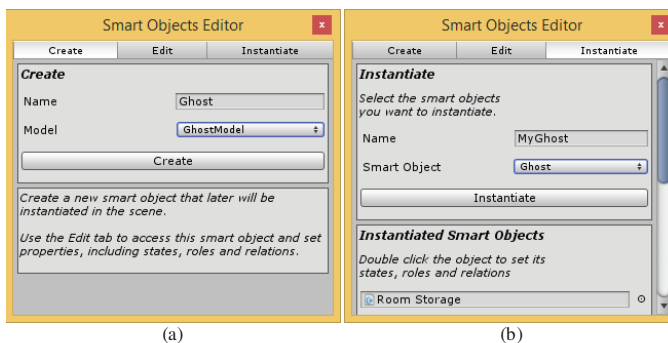 Smart Objects Editor
x
Create
Edit
Instantiate
Create
Name
Ghost
Model
GhostModel
Create
Create a new smart object that later will be
instantiated in the scene.
Use the Edit tab to access this smart object and set
properties, including states, roles and relations.
(a)
Smart Objects Editor
x
Create
Edit
Instantiate
Instantiate
Select the smart objects
you want to instantiate.
Name
MyGhost
Smart Object
Ghost
Instantiate
Instantiated Smart Objects
Double click the object to set its
states, roles and relations
Room Storage
(b)